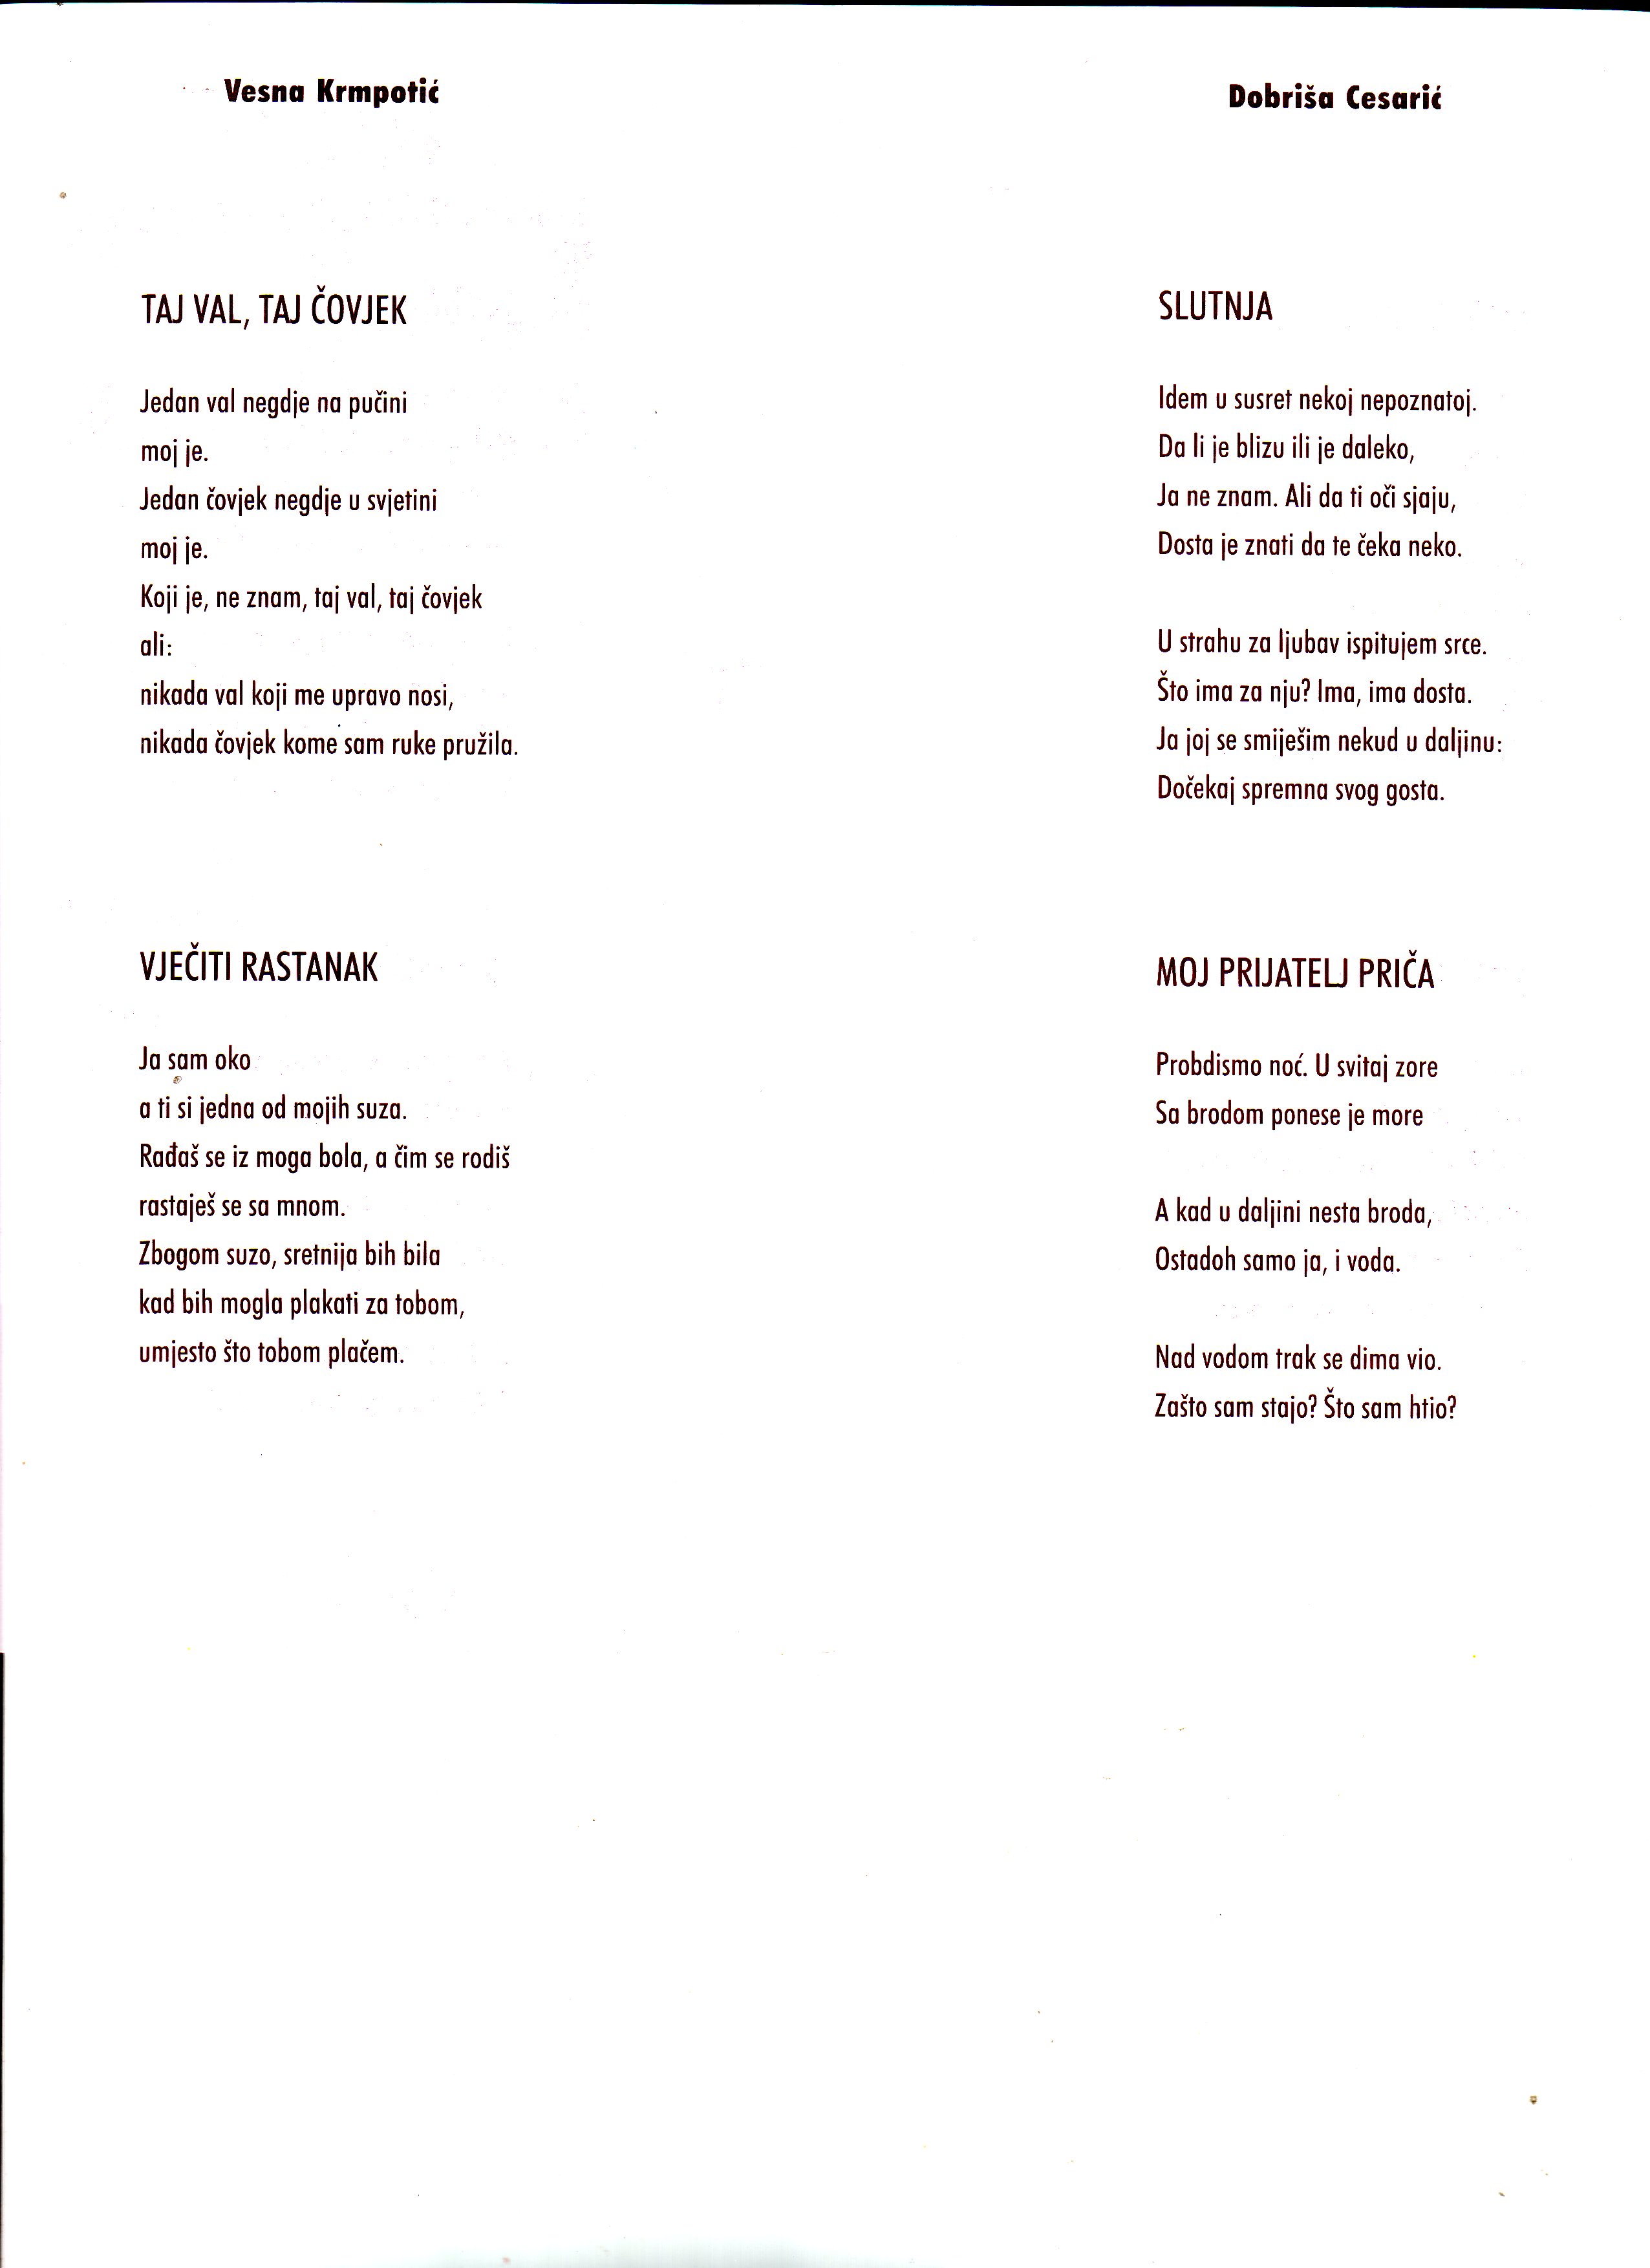 Vesna Krmpotić
TAJ VAL, TAJ ČOVJEK
Jedan val negdje na pučini
moj je.
Jedan čovjek negdje u svjetini
moj je.
Koji je, ne znam, taj val, taj čovjek
ali:
nikada val koji me upravo nosi,
nikada čovjek kome sam ruke pružila.
VJEČITI RASTANAK
Ja sam oko
a ti si jedna od mojih suza.
Rađaš se iz moga bola, a čim se rodiš
rastaješ se sa mnom.
Zbogom suzo, sretnija bih bila
kad bih mogla plakati za tobom,
umjesto što tobom plačem.
Dobriša Cesarić
SLUTNJA
Idem u susret nekoj nepoznatoj.
Da li je blizu ili je daleko,
Ja ne znam. Ali da ti oči sjaju,
Dosta je znati da te čeka neko.
U strahu za ljubav ispitujem srce.
Što ima za nju? Ima, ima dosta.
Ja joj se smiješim nekud u daljinu:
Dočekaj spremna svog gosta.
MOJ PRIJATELJ PRIČA
Probdismo noć. U svitaj zore
Sa brodom ponese je more
A kad u daljini nesta broda,
Ostadoh samo ja, i voda.
Nad vodom trak se dima vio.
Zašto sam stajo? Što sam htio?